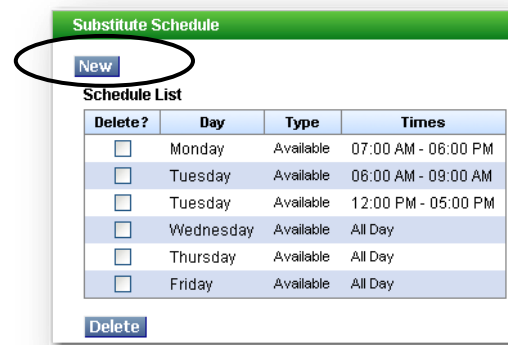 Substitute Schedule
New
Schedule List
Delete? Day Type Times
Monday Available 07:00 AM - 06:00 PM
Tuesday Available 06:00 AM - 09:00 AM
Tuesday Available 12:00 PM - 05:00 PM
Wednesday Available All Day
Thursday Available All Day
Friday Available All Day
Delete